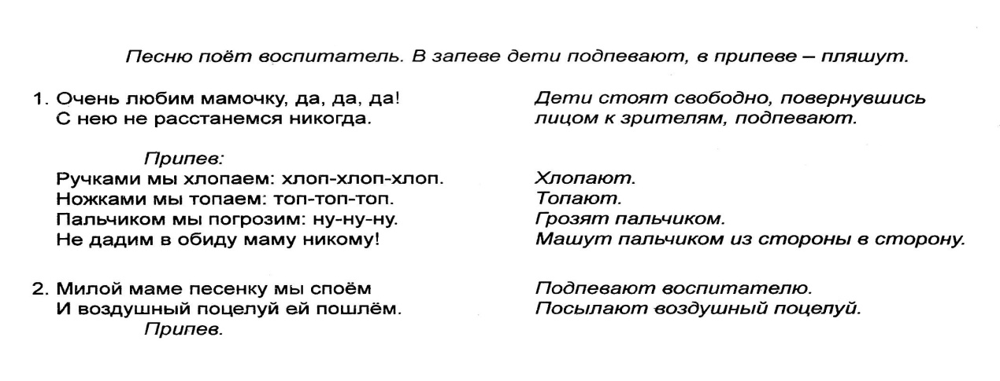 Песню поёт воспитатель. В запеве дети подпевают, в припеве – пляшут.
1. Очень любим мамочку, да, да, да! Дети стоят свободно, повернувшись
С нею не расстанемся никогда. лицом к зрителям, подпевают.
Припев:
Ручками мы хлопаем: хлоп-хлоп-хлоп. Хлопают.
Ножками мы топаем: топ-топ-топ. Топают.
Пальчиком мы погрозим: ну-ну-ну. Грозят пальчиком.
Не дадим в обиду маму никому! Машут пальчиком из стороны в сторону.
2. Милой маме песенку мы споём Подпевают воспитателю.
И воздушный поцелуй ей пошлём. Посылают воздушный поцелуй.
Припев.